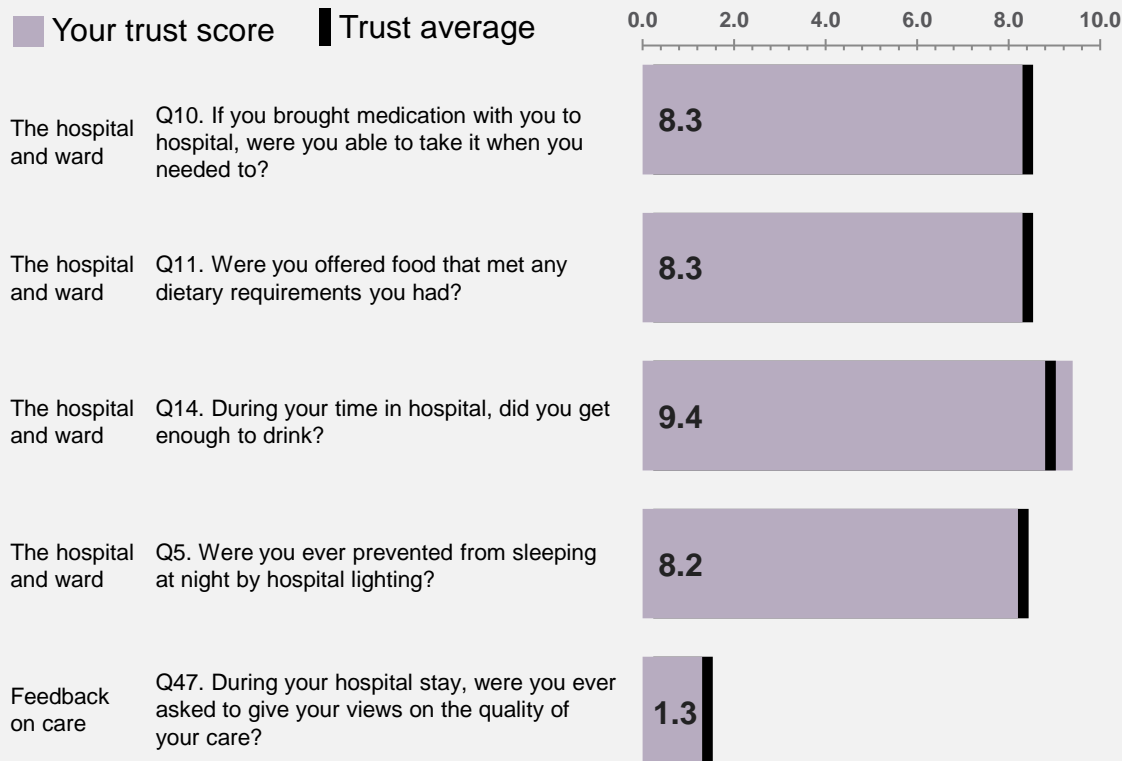 Your trust score Trust average
0.0 2.0 4.0 6.0 8.0 10.0
The hospital
and ward
Q10. If you brought medication with you to
hospital, were you able to take it when you
needed to?
8.3
The hospital
and ward
Q11. Were you offered food that met any
dietary requirements you had?
8.3
The hospital
and ward
Q14. During your time in hospital, did you get
enough to drink?
9.4
The hospital
and ward
Q5. Were you ever prevented from sleeping
at night by hospital lighting?
8.2
Feedback
on care
Q47. During your hospital stay, were you ever
asked to give your views on the quality of
your care?
1.3